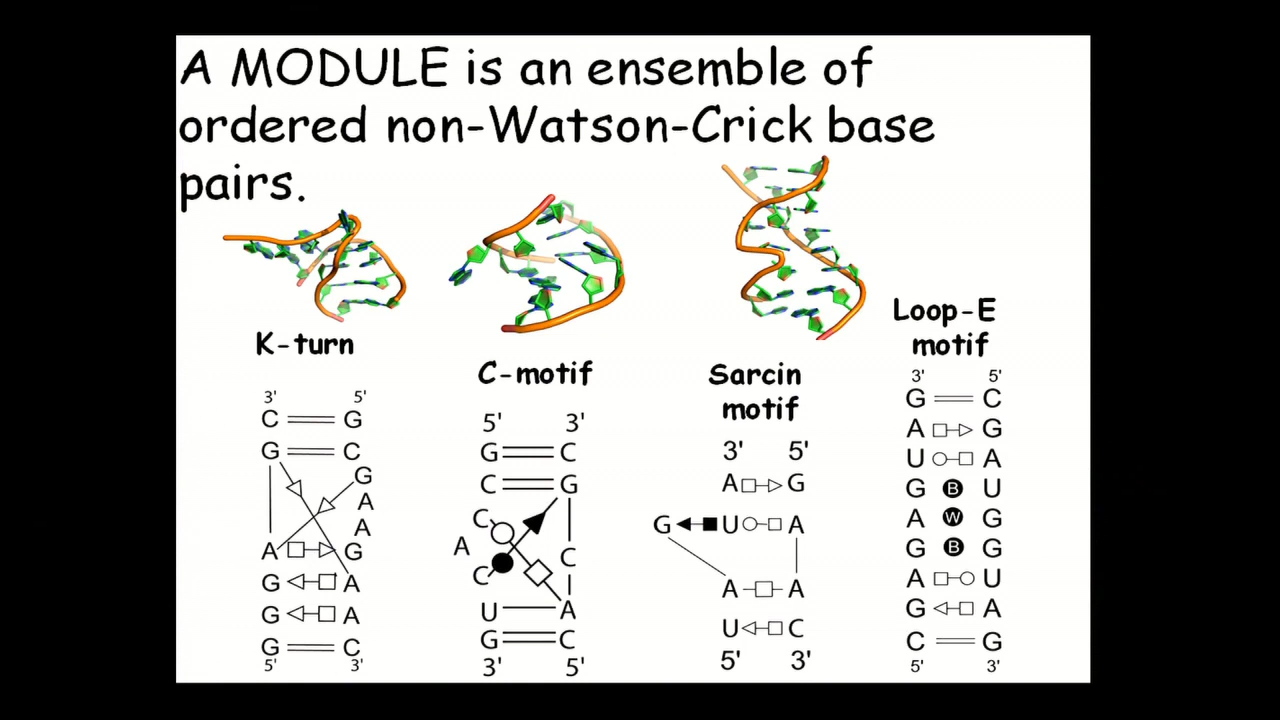 A MODULE is an ensemble of
ordered non-Watson-Crick base
pairs.
K-turn
3' 5'
C G
G C
G
A
A
A G
G A
G A
G C
5' 3'
C-motif
5' 3'
G C
C G
C
A
C C
U A
G C
3' 5'
Sarcin
motif
3' 5'
A G
G U A
A A
U C
5' 3'
Loop-E
motif
3' 5'
G C
A G
U A
G B U
A W G
G B G
A U
G A
C G
5' 3'